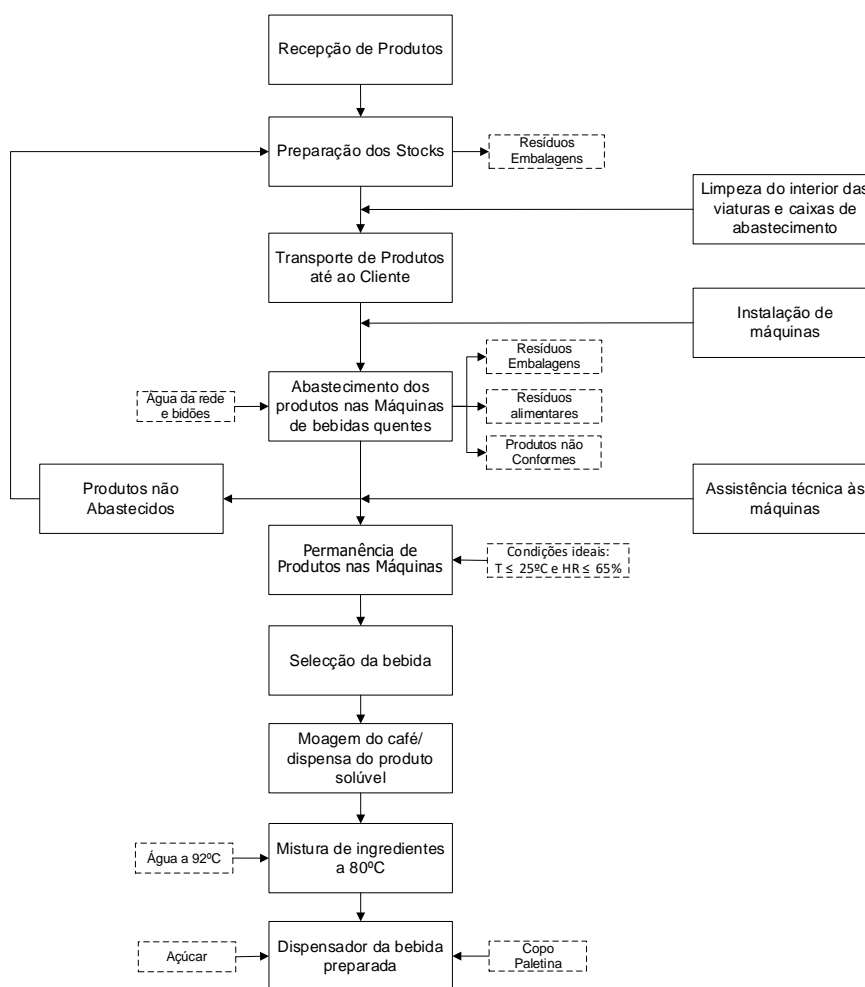 Recepção de Produtos
Preparação dos Stocks
Resíduos
Embalagens
Limpeza do interior das
viaturas e caixas de
abastecimento
Transporte de Produtos
até ao Cliente
Instalação de
máquinas
Resíduos
Embalagens
Água da rede
e bidões
Abastecimento dos
produtos nas Máquinas
de bebidas quentes
Resíduos
alimentares
Produtos não
Conformes
Produtos não
Abastecidos
Assistência técnica às
máquinas
Permanência de
Produtos nas Máquinas
Condições ideais:
T ≤ 25ºC e HR ≤ 65%
Selecção da bebida
Moagem do café/
dispensa do produto
solúvel
Água a 92ºC
Mistura de ingredientes
a 80ºC
Açúcar
Dispensador da bebida
preparada
Copo
Paletina